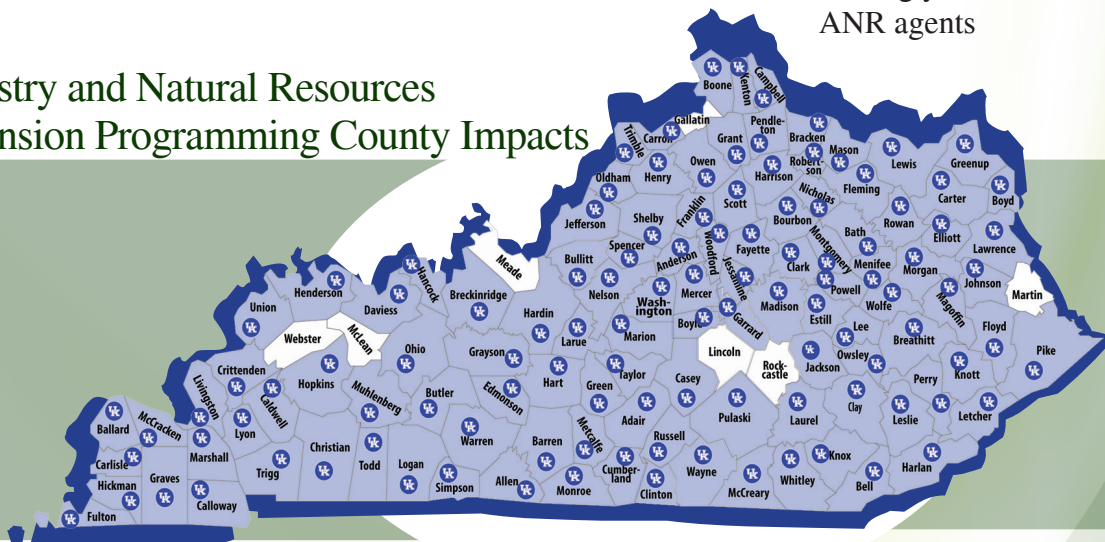 ANR agents
stry and Natural Resources
nsion Programming County Impacts
Boone
Kenton
Campbell
Gallatin
Carroll
Trimble
Grant
Pendle-
ton
Bracken
Mason
Robert-
son
Lewis
Greenup
Owen
Henry
Oldham
Harrison
Nicholas
Fleming
Carter
Boyd
Jefferson
Shelby
Franklin
Scott
Bourbon
Rowan
Elliott
Lawrence
Spencer
Bullitt
Anderson
Woodford
Fayette
Montgomery
Bath
Clark
Menifee
Morgan
Johnson
Martin
Meade
Hancock
Breckinridge
Nelson
Wash-
ington
Mercer
Jessamine
Madison
Powell
Wolfe
Magoffin
Floyd
Henderson
Union
Daviess
Hardin
Larue
Marion
Boyle
Garrard
Estill
Lee
Breathitt
Pike
Webster
McLean
Ohio
Grayson
Lincoln
Rock-
castle
Jackson
Owsley
Perry
Knott
Crittenden
Hopkins
Livingston
Caldwell
Muhlenberg
Butler
Edmonson
Hart
Green
Taylor
Casey
Pulaski
Laurel
Clay
Leslie
Letcher
Ballard
McCracken
Lyon
Marshall
Christian
Todd
Logan
Warren
Barren
Metcalfe
Adair
Russell
Wayne
Whitley
Knox
Harlan
Carlisle
Graves
Hickman
Trigg
Simpson
Allen
Monroe
Cumber-
land
Clinton
McCreary
Bell
Fulton
Calloway